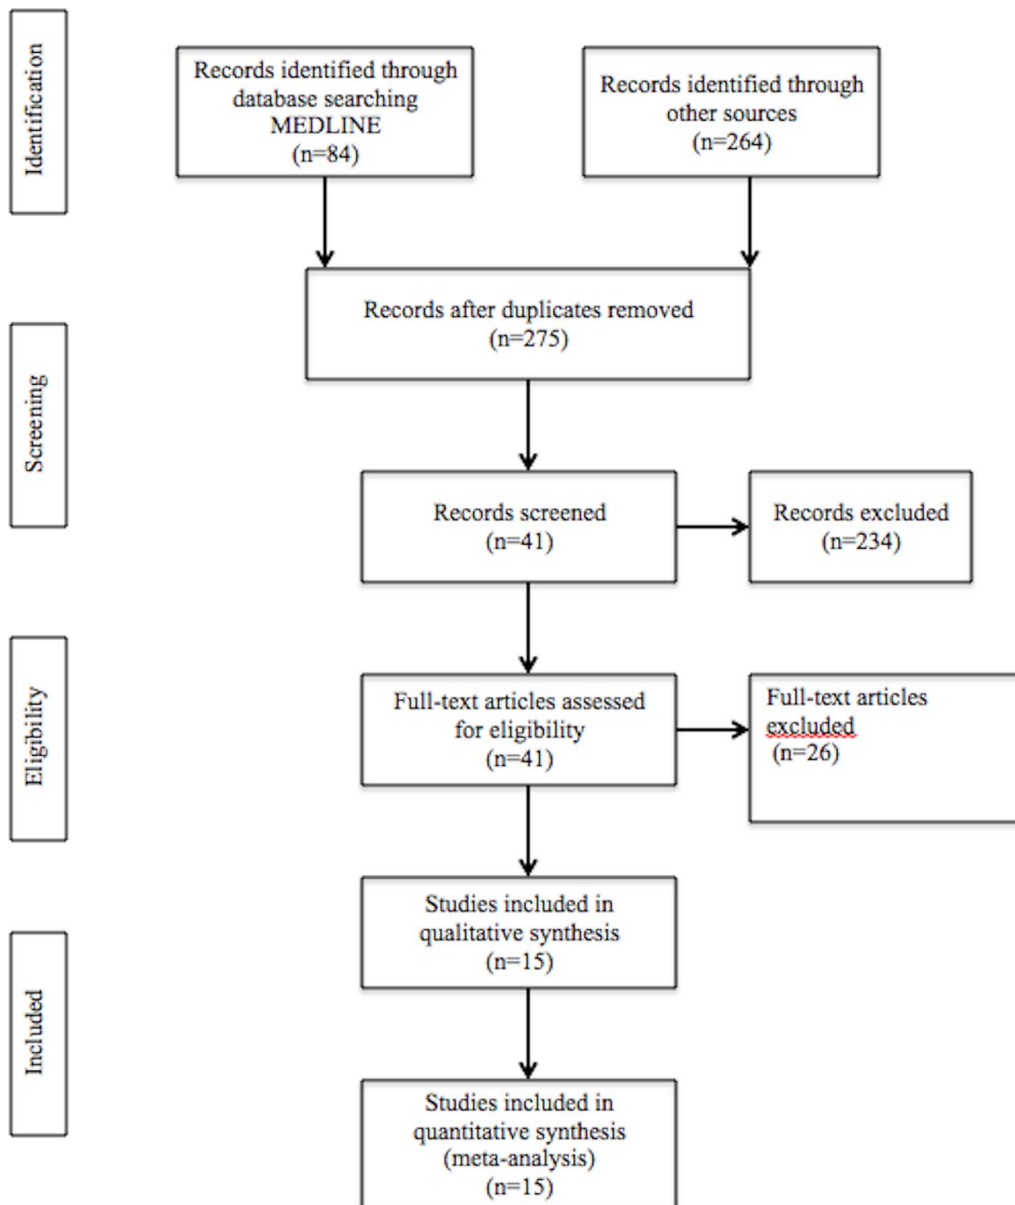 Identification
Records identified through
database searching
MEDLINE
(n=84)
Records identified through
other sources
(n=264)
Records after duplicates removed
(n=275)
Screening
Records screened
(n=41)
Records excluded
(n=234)
Eligibility
Full-text articles assessed
for eligibility
(n=41)
Full-text articles
excluded
(n=26)
Studies included in
qualitative synthesis
(n=15)
Included
Studies included in
quantitative synthesis
(meta-analysis)
(n=15)